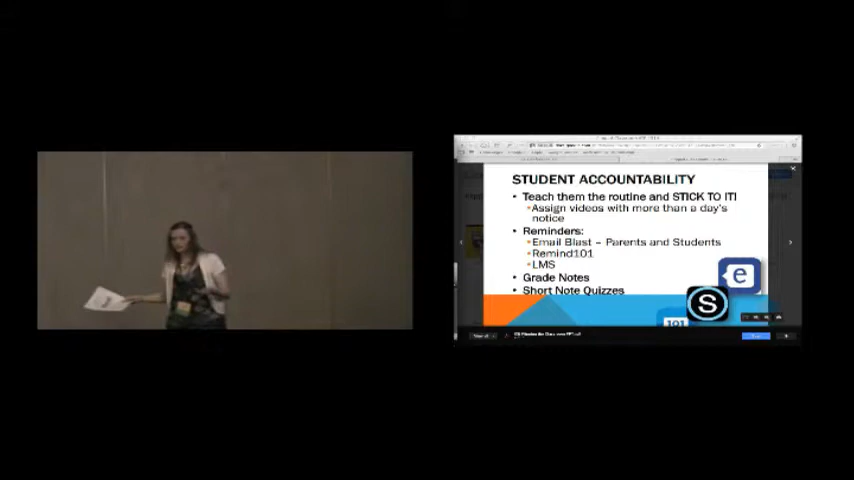 STUDENT ACCOUNTABILITY
• Teach them the routine and STICK TO IT!
•Assign videos with more than a day's
notice
• Reminders:
•Email Blast – Parents and Students
•Remind101
•LMS
• Grade Notes
• Short Note Quizzes
e
S
101